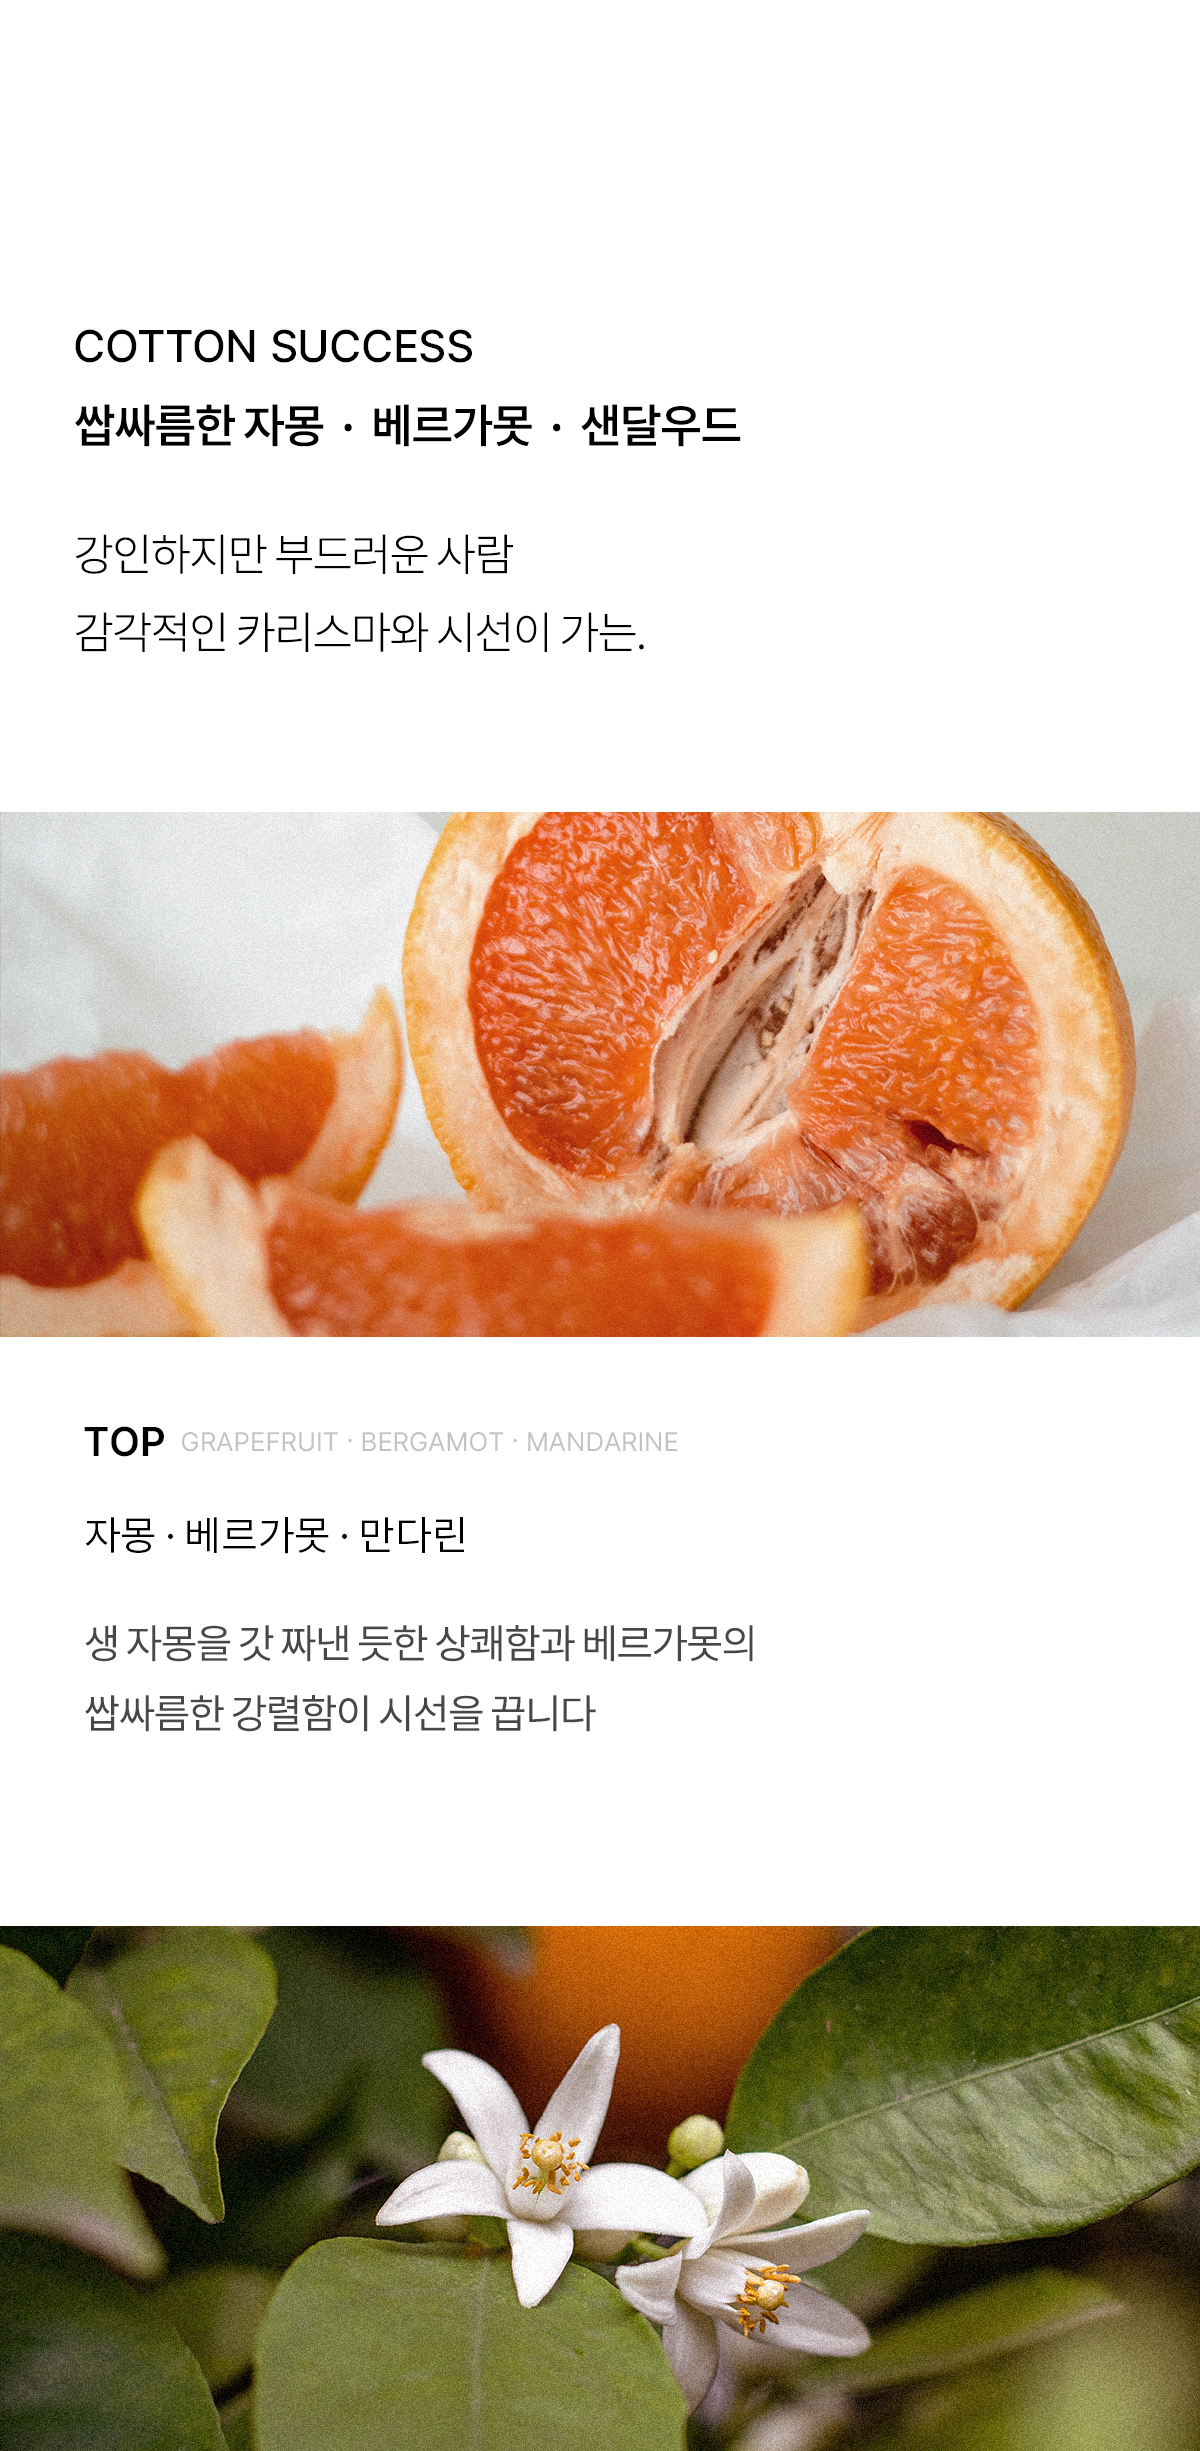 COTTON SUCCESS
쌉싸름한 자몽 · 베르가못 · 샌달우드
강인하지만 부드러운 사람
감각적인 카리스마와 시선이 가는.
TOP GRAPEFRUIT · BERGAMOT · MANDARINE
자몽 · 베르가못 · 만다린
생 자몽을 갓 짜낸 듯한 상쾌함과 베르가못의
쌉싸름한 강렬함이 시선을 끕니다